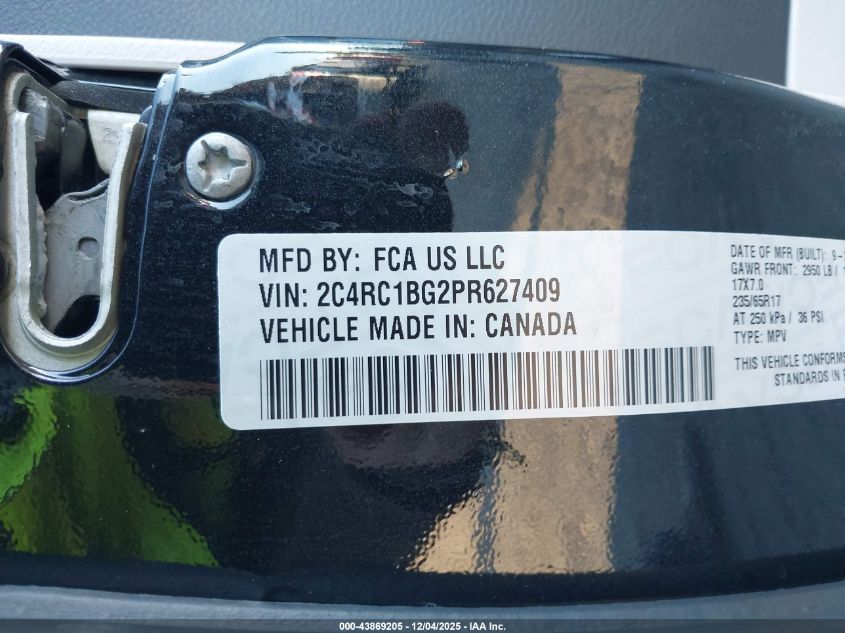 MFD BY: FCA US LLC
VIN: 2C4RC1BG2PR627409
VEHICLE MADE IN: CANADA
DATE OF MFR (BUILT): 9-
GAWR FRONT: 2950 LB /
17X7.0
235/65R17
AT 250 kPa / 36 PSI
TYPE: MPV
THIS VEHICLE CONFORMS
STANDARDS IN
000-43869205 - 12/04/2025 - IAA Inc.